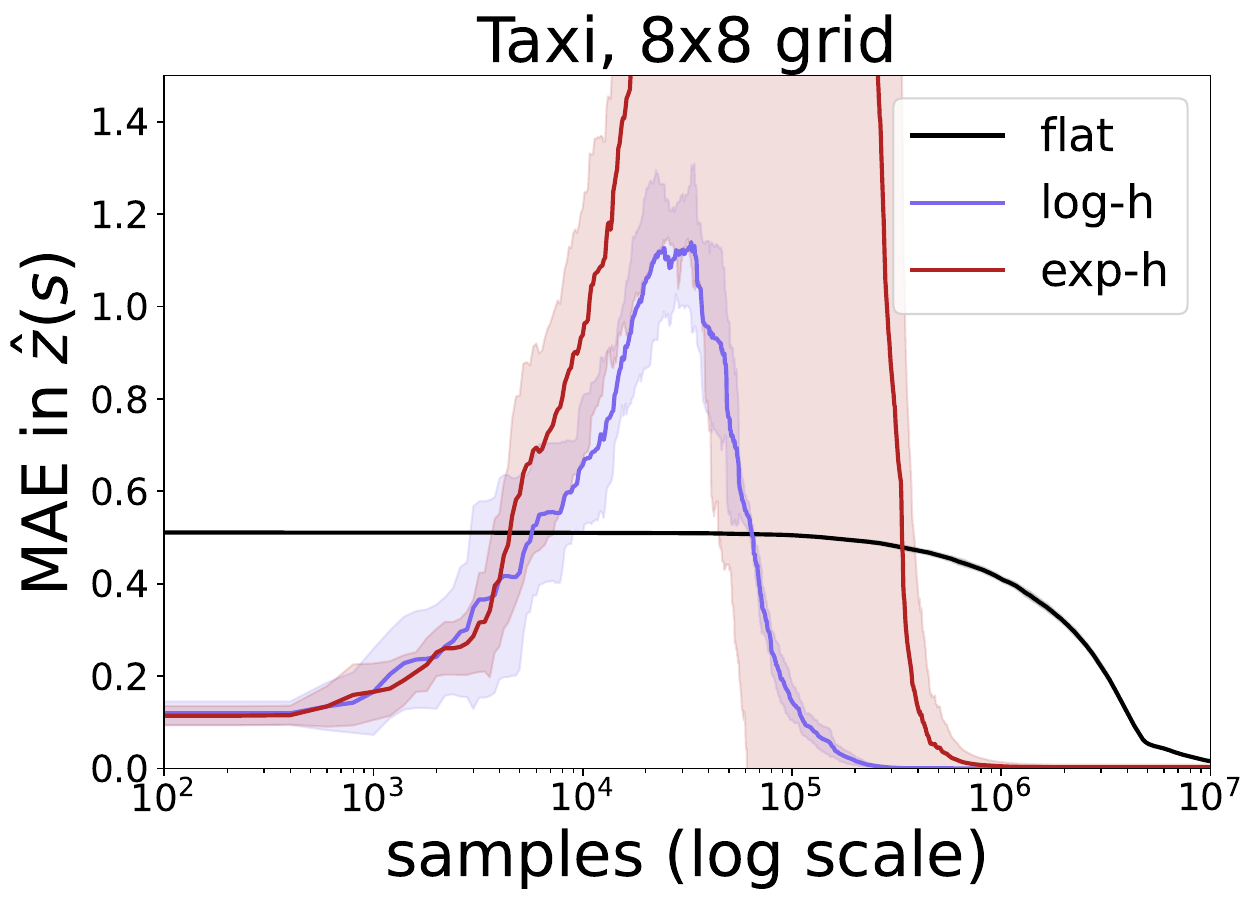 Taxi, 8x8 grid
MAE in ẑ(s)
1.4
1.2
1.0
0.8
0.6
0.4
0.2
0.0
10²
10³
10⁴
10⁵
10⁶
10⁷
samples (log scale)
flat
log-h
exp-h